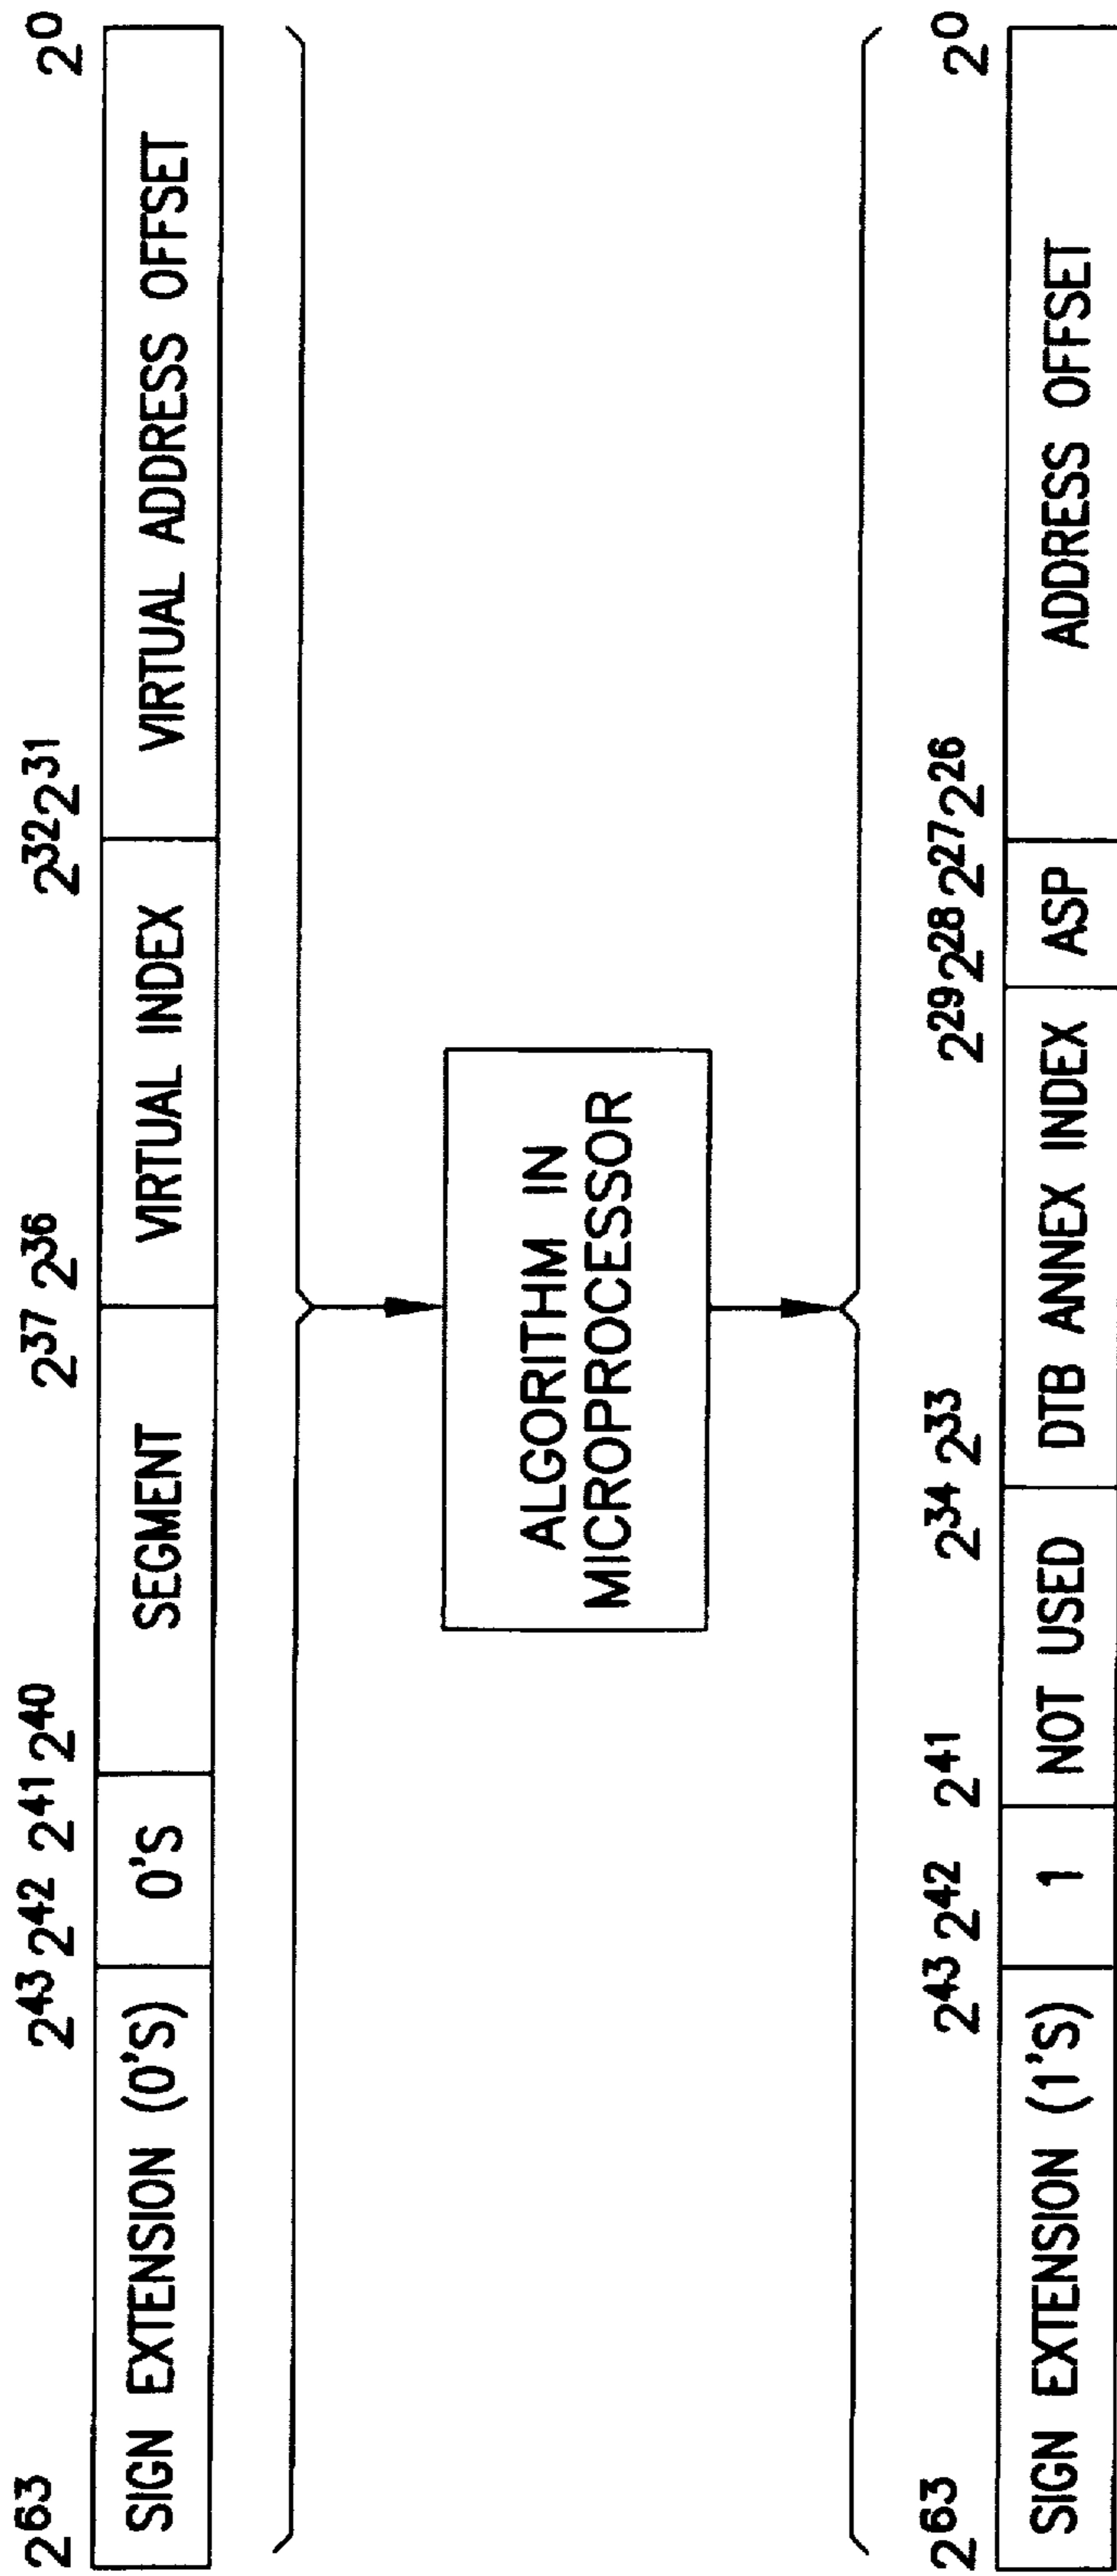 2^63 2^43 2^42 2^41 2^40 2^37 2^36 2^32 2^31 2^0
SIGN EXTENSION (0'S) 0'S SEGMENT VIRTUAL INDEX VIRTUAL ADDRESS OFFSET
ALGORITHM IN
MICROPROCESSOR
2^63 2^43 2^42 2^41 2^34 2^33 2^29 2^28 2^27 2^26 2^0
SIGN EXTENSION (1'S) 1 NOT USED DTB ANNEX INDEX ASP ADDRESS OFFSET